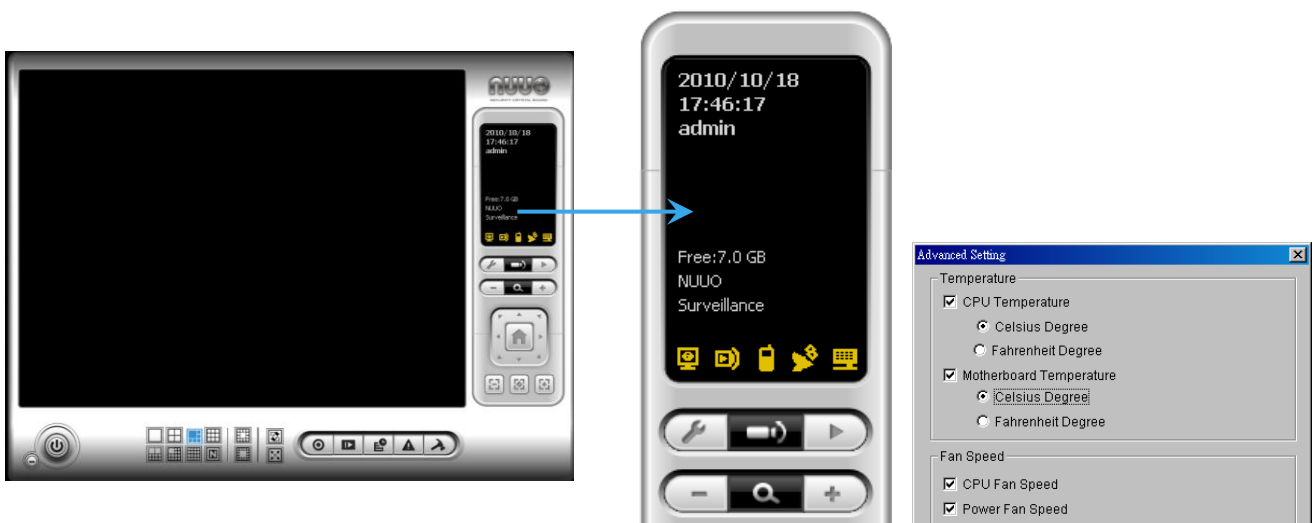 nuuo
2010/10/18
17:46:17
admin
Free:7.0 GB
NUUO
Surveillance
N
2010/10/18
17:46:17
admin
Free:7.0 GB
NUUO
Surveillance
Advanced Setting
Temperature
CPU Temperature
Celsius Degree
Fahrenheit Degree
Motherboard Temperature
Celsius Degree
Fahrenheit Degree
Fan Speed
CPU Fan Speed
Power Fan Speed